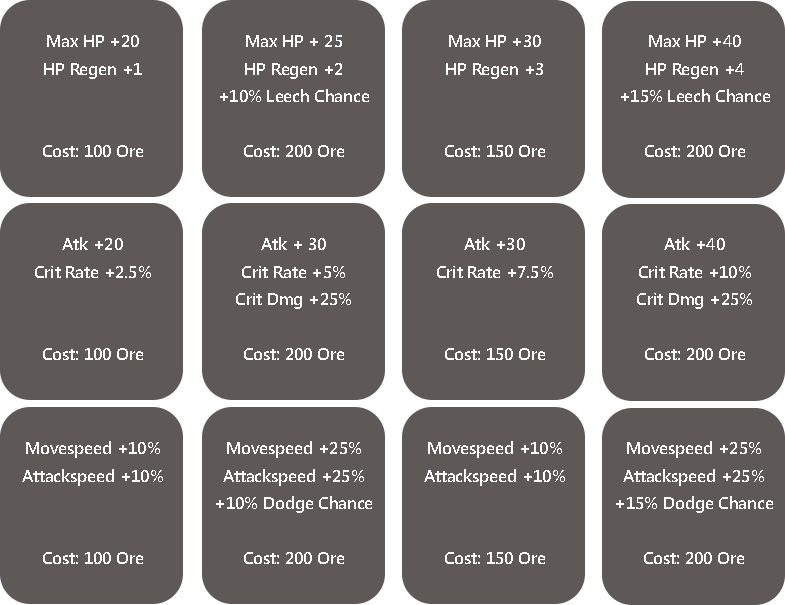 Max HP +20
HP Regen +1
Cost: 100 Ore
Max HP + 25
HP Regen +2
+10% Leech Chance
Cost: 200 Ore
Max HP +30
HP Regen +3
Cost: 150 Ore
Max HP +40
HP Regen +4
+15% Leech Chance
Cost: 200 Ore
Atk +20
Crit Rate +2.5%
Cost: 100 Ore
Atk + 30
Crit Rate +5%
Crit Dmg +25%
Cost: 200 Ore
Atk +30
Crit Rate +7.5%
Cost: 150 Ore
Atk +40
Crit Rate +10%
Crit Dmg +25%
Cost: 200 Ore
Movespeed +10%
Attackspeed +10%
Cost: 100 Ore
Movespeed +25%
Attackspeed +25%
+10% Dodge Chance
Cost: 200 Ore
Movespeed +10%
Attackspeed +10%
Cost: 150 Ore
Movespeed +25%
Attackspeed +25%
+15% Dodge Chance
Cost: 200 Ore